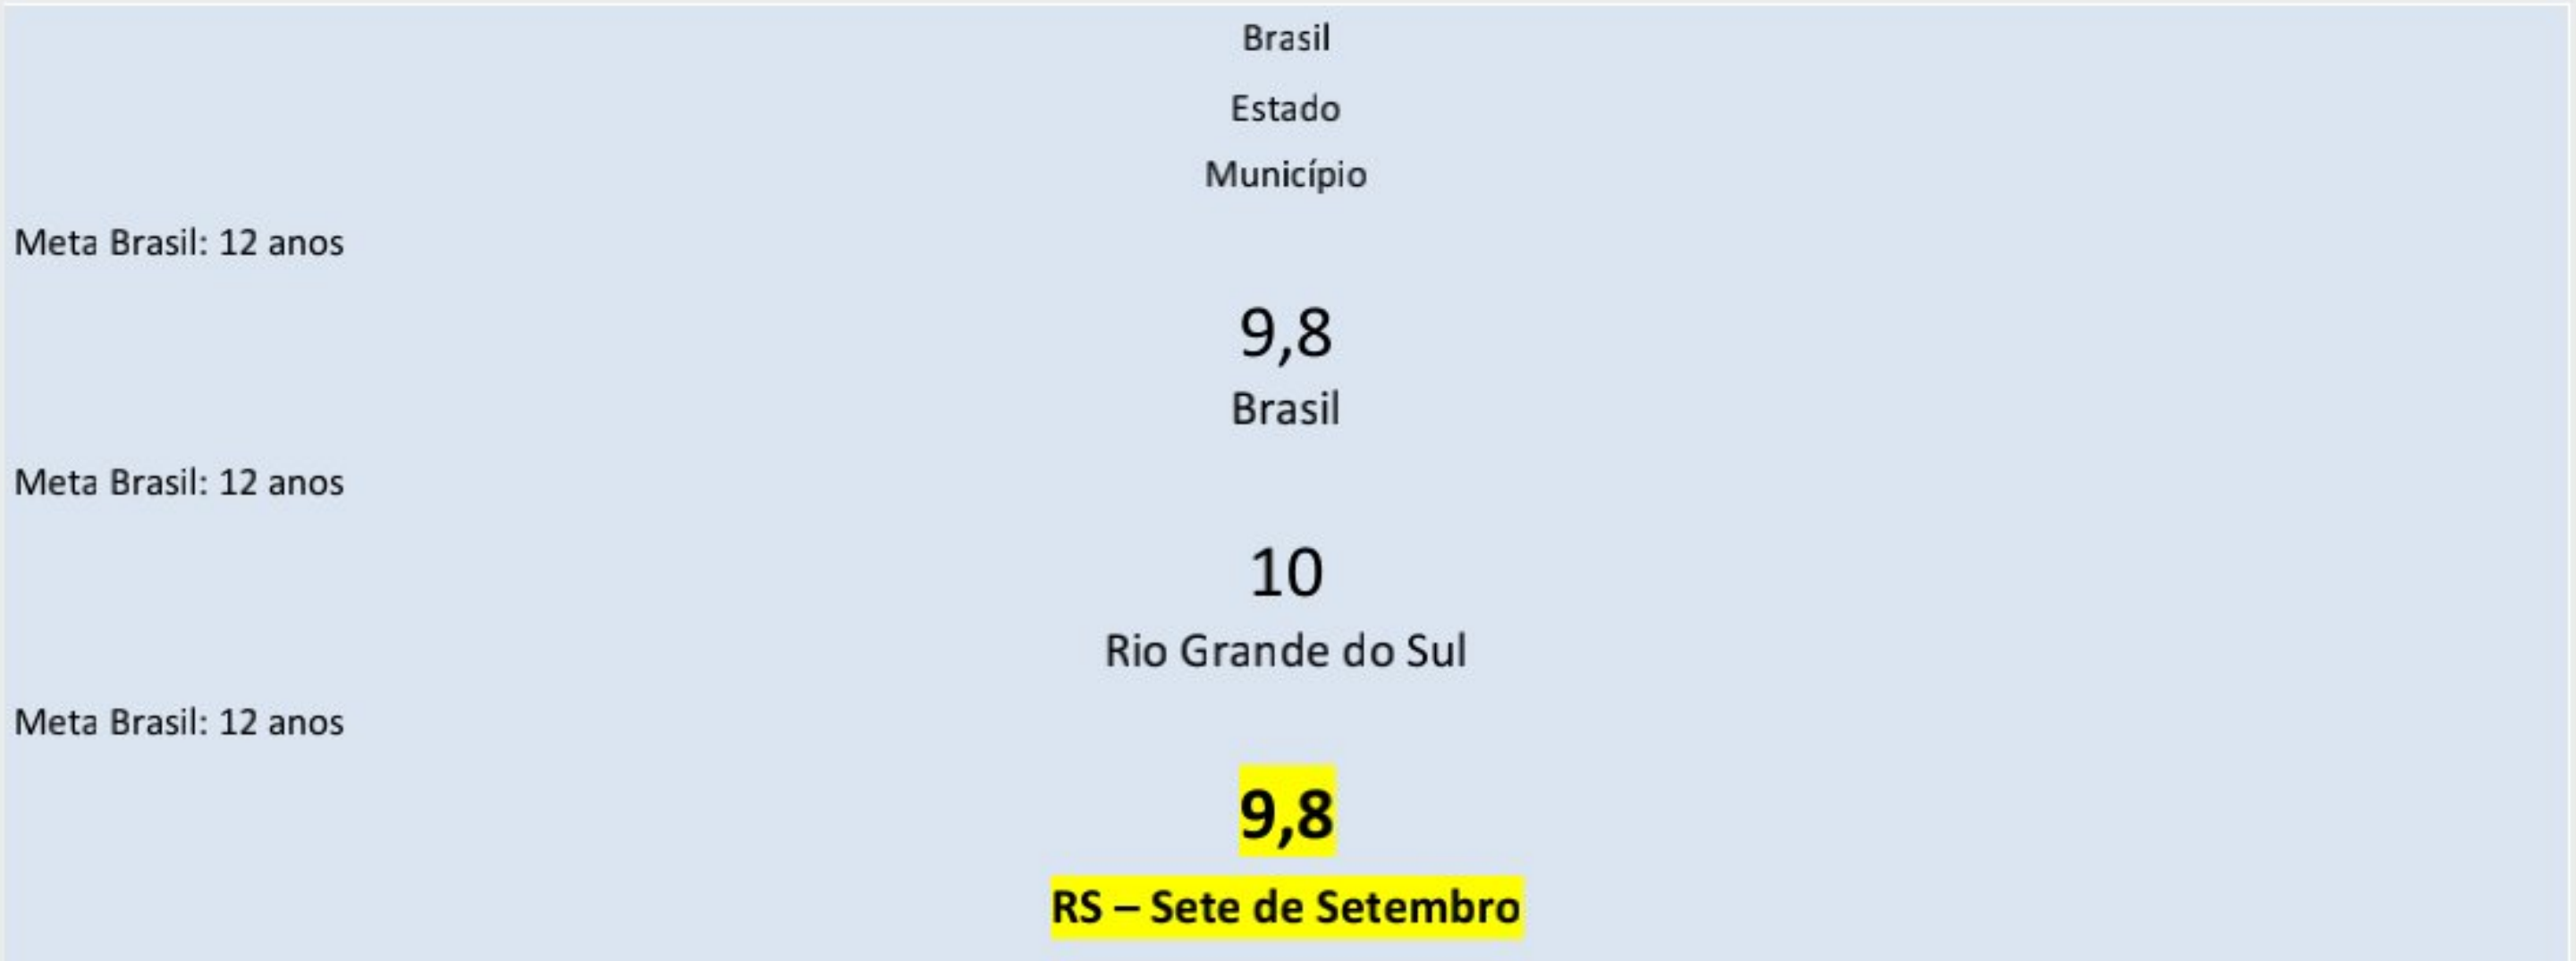 Brasil
Estado
Município
Meta Brasil: 12 anos
9,8
Brasil
Meta Brasil: 12 anos
10
Rio Grande do Sul
Meta Brasil: 12 anos
9,8
RS – Sete de Setembro